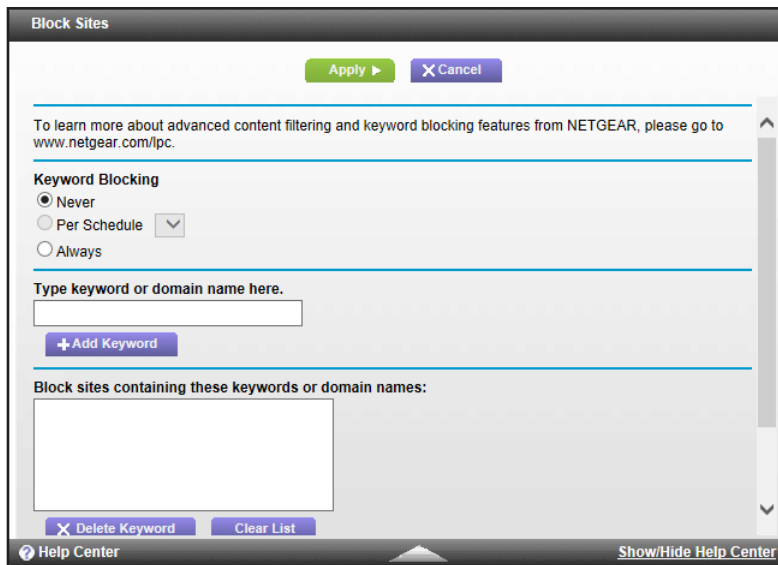 Block Sites
Apply
Cancel
To learn more about advanced content filtering and keyword blocking features from NETGEAR, please go to
www.netgear.com/lpc.
Keyword Blocking
Never
Per Schedule
Always
Type keyword or domain name here.
Add Keyword
Block sites containing these keywords or domain names:
Delete Keyword Clear List
Help Center Show/Hide Help Center